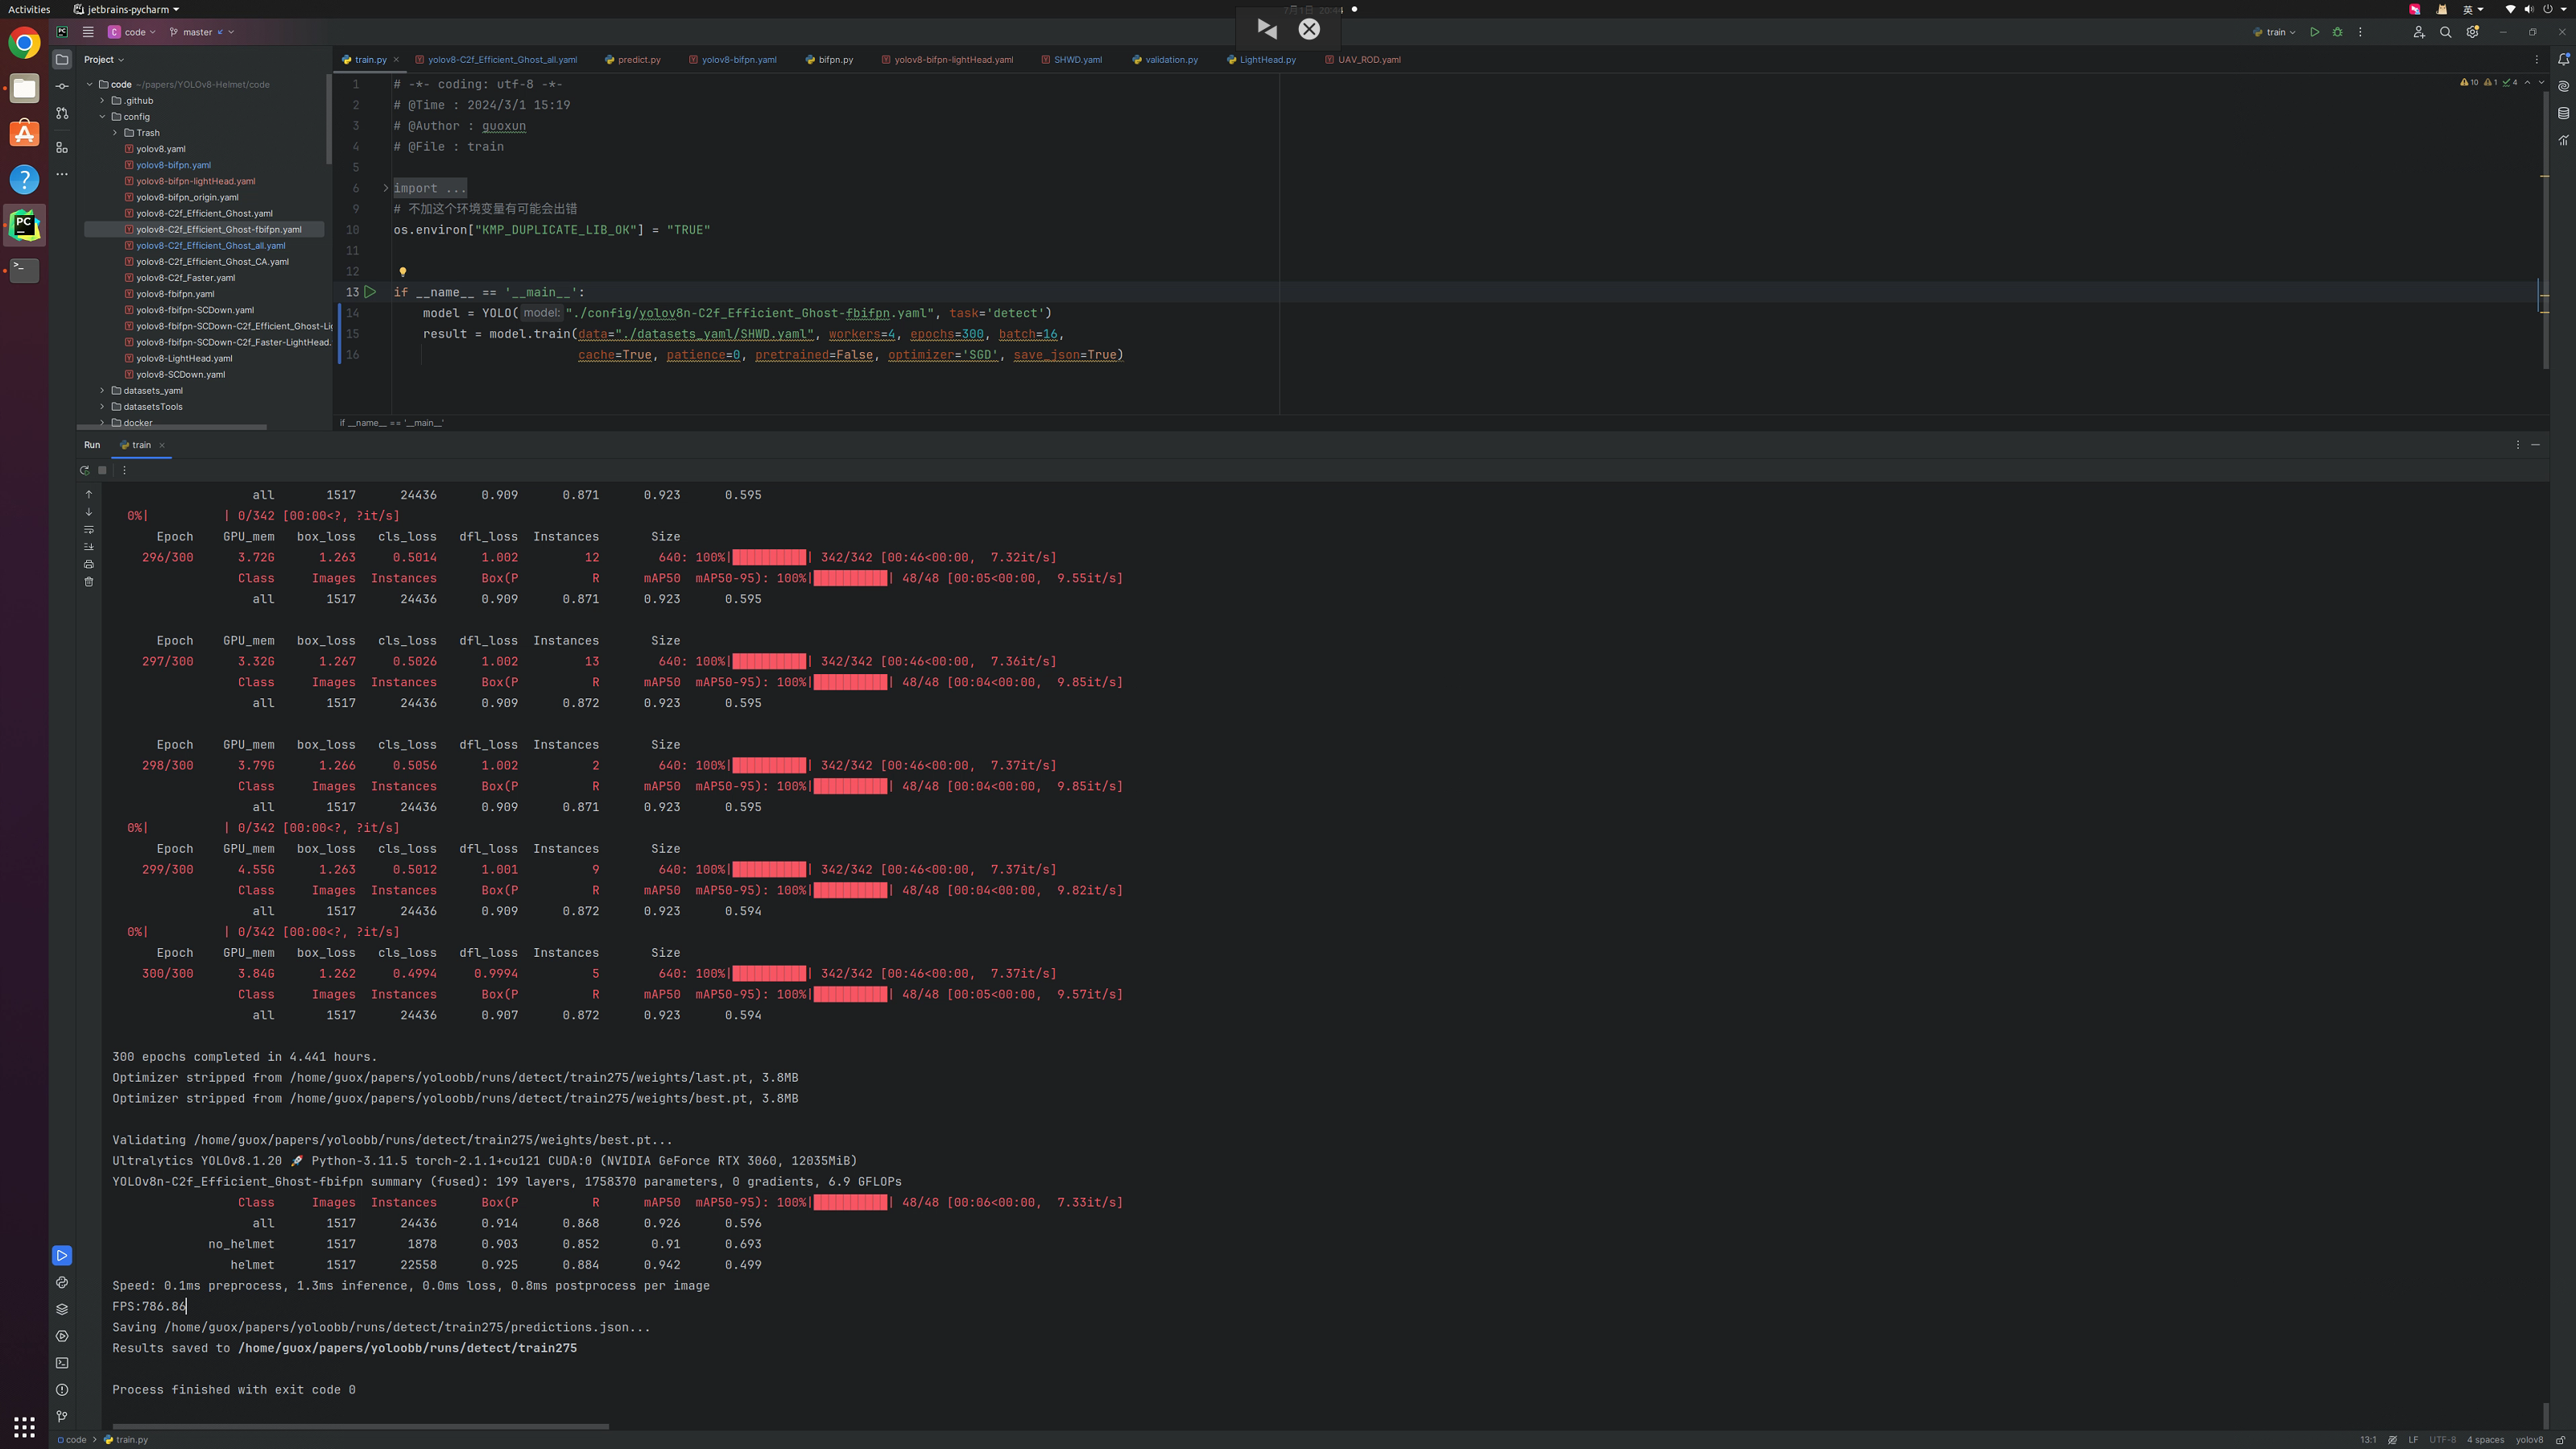 Activities
jetbrains-pycharm
7月1日 20:44
英
code
master
train
Project
train.py
yolov8-C2f_Efficient_Ghost_all.yaml
predict.py
yolov8-bifpn.yaml
bifpn.py
yolov8-bifpn-lightHead.yaml
SHWD.yaml
validation.py
LightHead.py
UAV_ROD.yaml
code ~/papers/YOLOv8-Helmet/code
.github
config
Trash
yolov8.yaml
yolov8-bifpn.yaml
yolov8-bifpn-lightHead.yaml
yolov8-bifpn_origin.yaml
yolov8-C2f_Efficient_Ghost.yaml
yolov8-C2f_Efficient_Ghost-fbifpn.yaml
yolov8-C2f_Efficient_Ghost_all.yaml
yolov8-C2f_Efficient_Ghost_CA.yaml
yolov8-C2f_Faster.yaml
yolov8-fbifpn.yaml
yolov8-fbifpn-SCDown.yaml
yolov8-fbifpn-SCDown-C2f_Efficient_Ghost-Li
yolov8-fbifpn-SCDown-C2f_Faster-LightHead.
yolov8-LightHead.yaml
yolov8-SCDown.yaml
datasets_yaml
datasetsTools
docker
1 # -*- coding: utf-8 -*-
2 # @Time : 2024/3/1 15:19
3 # @Author : guoxun
4 # @File : train
5
6 import ...
9 # 不加这个环境变量有可能会出错
10 os.environ["KMP_DUPLICATE_LIB_OK"] = "TRUE"
11
12
13 if __name__ == '__main__':
14 model = YOLO( model: "./config/yolov8n-C2f_Efficient_Ghost-fbifpn.yaml", task='detect')
15 result = model.train(data="./datasets_yaml/SHWD.yaml", workers=4, epochs=300, batch=16,
16 cache=True, patience=0, pretrained=False, optimizer='SGD', save_json=True)
10 1 4
if __name__ == '__main__'
Run train
all 1517 24436 0.909 0.871 0.923 0.595
0%| | 0/342 [00:00<?, ?it/s]
Epoch GPU_mem box_loss cls_loss dfl_loss Instances Size
296/300 3.72G 1.263 0.5014 1.002 12 640: 100%|██████████| 342/342 [00:46<00:00, 7.32it/s]
Class Images Instances Box(P R mAP50 mAP50-95): 100%|██████████| 48/48 [00:05<00:00, 9.55it/s]
all 1517 24436 0.909 0.871 0.923 0.595
Epoch GPU_mem box_loss cls_loss dfl_loss Instances Size
297/300 3.32G 1.267 0.5026 1.002 13 640: 100%|██████████| 342/342 [00:46<00:00, 7.36it/s]
Class Images Instances Box(P R mAP50 mAP50-95): 100%|██████████| 48/48 [00:04<00:00, 9.85it/s]
all 1517 24436 0.909 0.872 0.923 0.595
Epoch GPU_mem box_loss cls_loss dfl_loss Instances Size
298/300 3.79G 1.266 0.5056 1.002 2 640: 100%|██████████| 342/342 [00:46<00:00, 7.37it/s]
Class Images Instances Box(P R mAP50 mAP50-95): 100%|██████████| 48/48 [00:04<00:00, 9.85it/s]
all 1517 24436 0.909 0.871 0.923 0.595
0%| | 0/342 [00:00<?, ?it/s]
Epoch GPU_mem box_loss cls_loss dfl_loss Instances Size
299/300 4.55G 1.263 0.5012 1.001 9 640: 100%|██████████| 342/342 [00:46<00:00, 7.37it/s]
Class Images Instances Box(P R mAP50 mAP50-95): 100%|██████████| 48/48 [00:04<00:00, 9.82it/s]
all 1517 24436 0.909 0.872 0.923 0.594
0%| | 0/342 [00:00<?, ?it/s]
Epoch GPU_mem box_loss cls_loss dfl_loss Instances Size
300/300 3.84G 1.262 0.4994 0.9994 5 640: 100%|██████████| 342/342 [00:46<00:00, 7.37it/s]
Class Images Instances Box(P R mAP50 mAP50-95): 100%|██████████| 48/48 [00:05<00:00, 9.57it/s]
all 1517 24436 0.907 0.872 0.923 0.594
300 epochs completed in 4.441 hours.
Optimizer stripped from /home/guox/papers/yoloobb/runs/detect/train275/weights/last.pt, 3.8MB
Optimizer stripped from /home/guox/papers/yoloobb/runs/detect/train275/weights/best.pt, 3.8MB
Validating /home/guox/papers/yoloobb/runs/detect/train275/weights/best.pt...
Ultralytics YOLOv8.1.20 🚀 Python-3.11.5 torch-2.1.1+cu121 CUDA:0 (NVIDIA GeForce RTX 3060, 12035MiB)
YOLOv8n-C2f_Efficient_Ghost-fbifpn summary (fused): 199 layers, 1758370 parameters, 0 gradients, 6.9 GFLOPs
Class Images Instances Box(P R mAP50 mAP50-95): 100%|██████████| 48/48 [00:06<00:00, 7.33it/s]
all 1517 24436 0.914 0.868 0.926 0.596
no_helmet 1517 1878 0.903 0.852 0.91 0.693
helmet 1517 22558 0.925 0.884 0.942 0.499
Speed: 0.1ms preprocess, 1.3ms inference, 0.0ms loss, 0.8ms postprocess per image
FPS:786.86
Saving /home/guox/papers/yoloobb/runs/detect/train275/predictions.json...
Results saved to /home/guox/papers/yoloobb/runs/detect/train275
Process finished with exit code 0
code > train.py
13:1 LF UTF-8 4 spaces yolov8